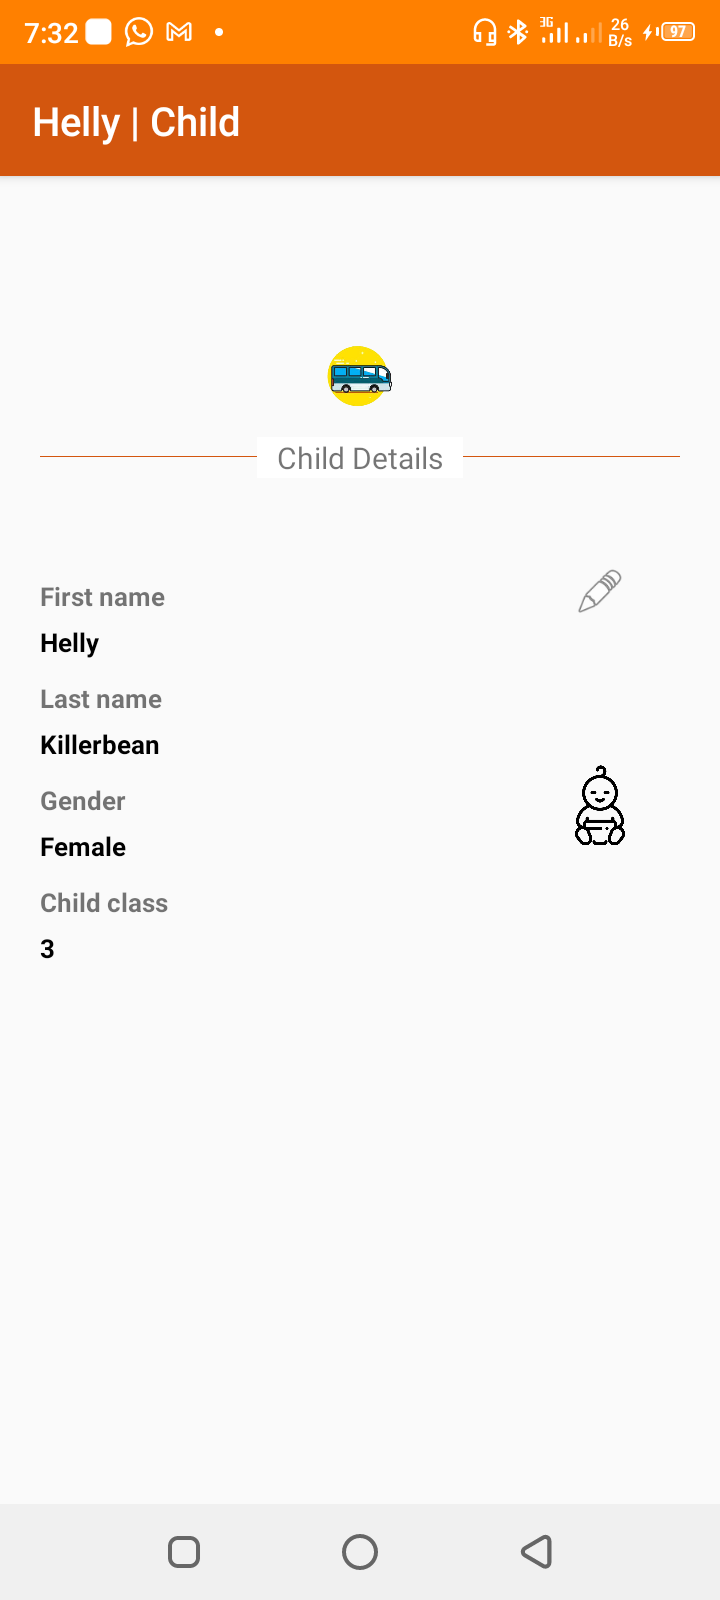 7:32 3G 26 B/s 97
Helly | Child
Child Details
First name
Helly
Last name
Killerbean
Gender
Female
Child class
3